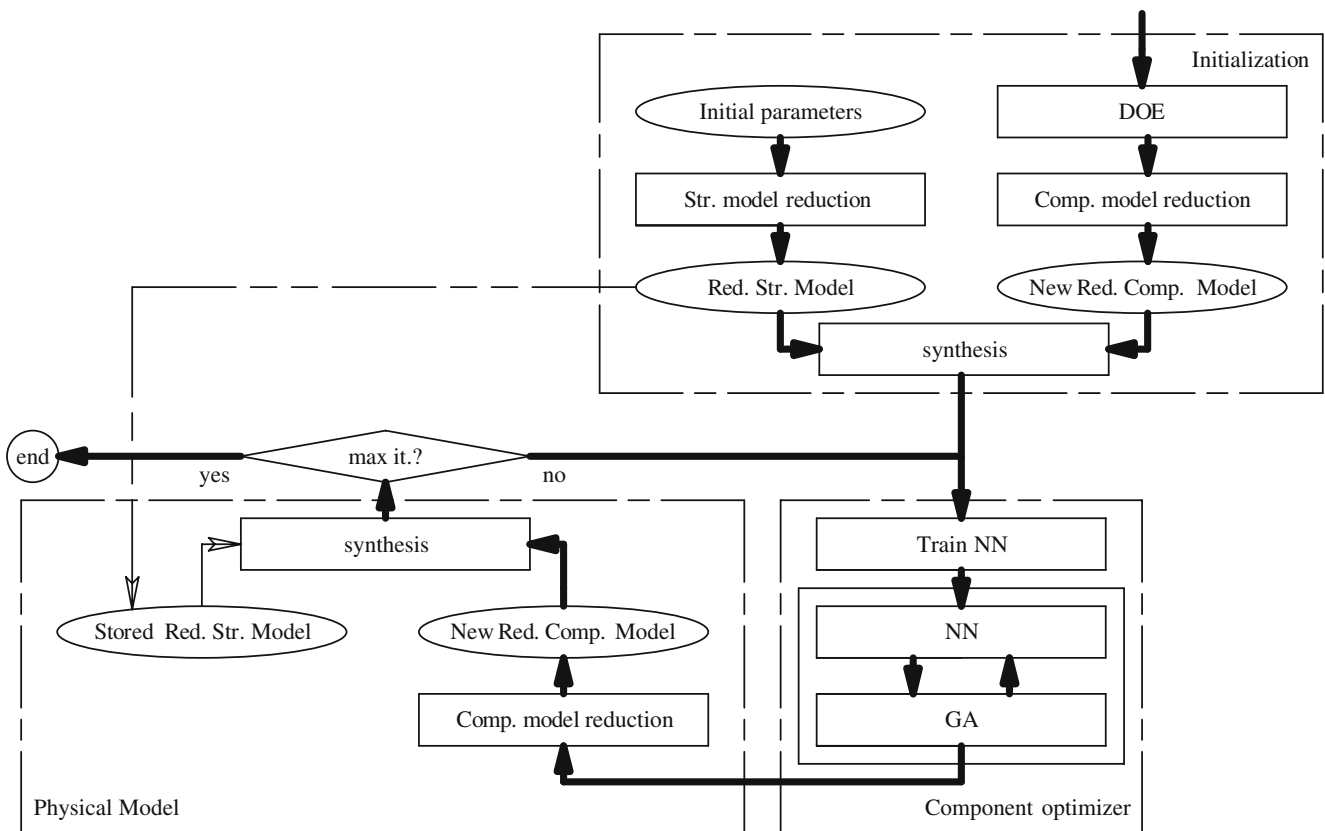 Initialization
Initial parameters
DOE
Str. model reduction
Comp. model reduction
Red. Str. Model
New Red. Comp. Model
synthesis
end
max it.?
yes
no
synthesis
Train NN
Stored Red. Str. Model
New Red. Comp. Model
NN
Comp. model reduction
GA
Physical Model
Component optimizer